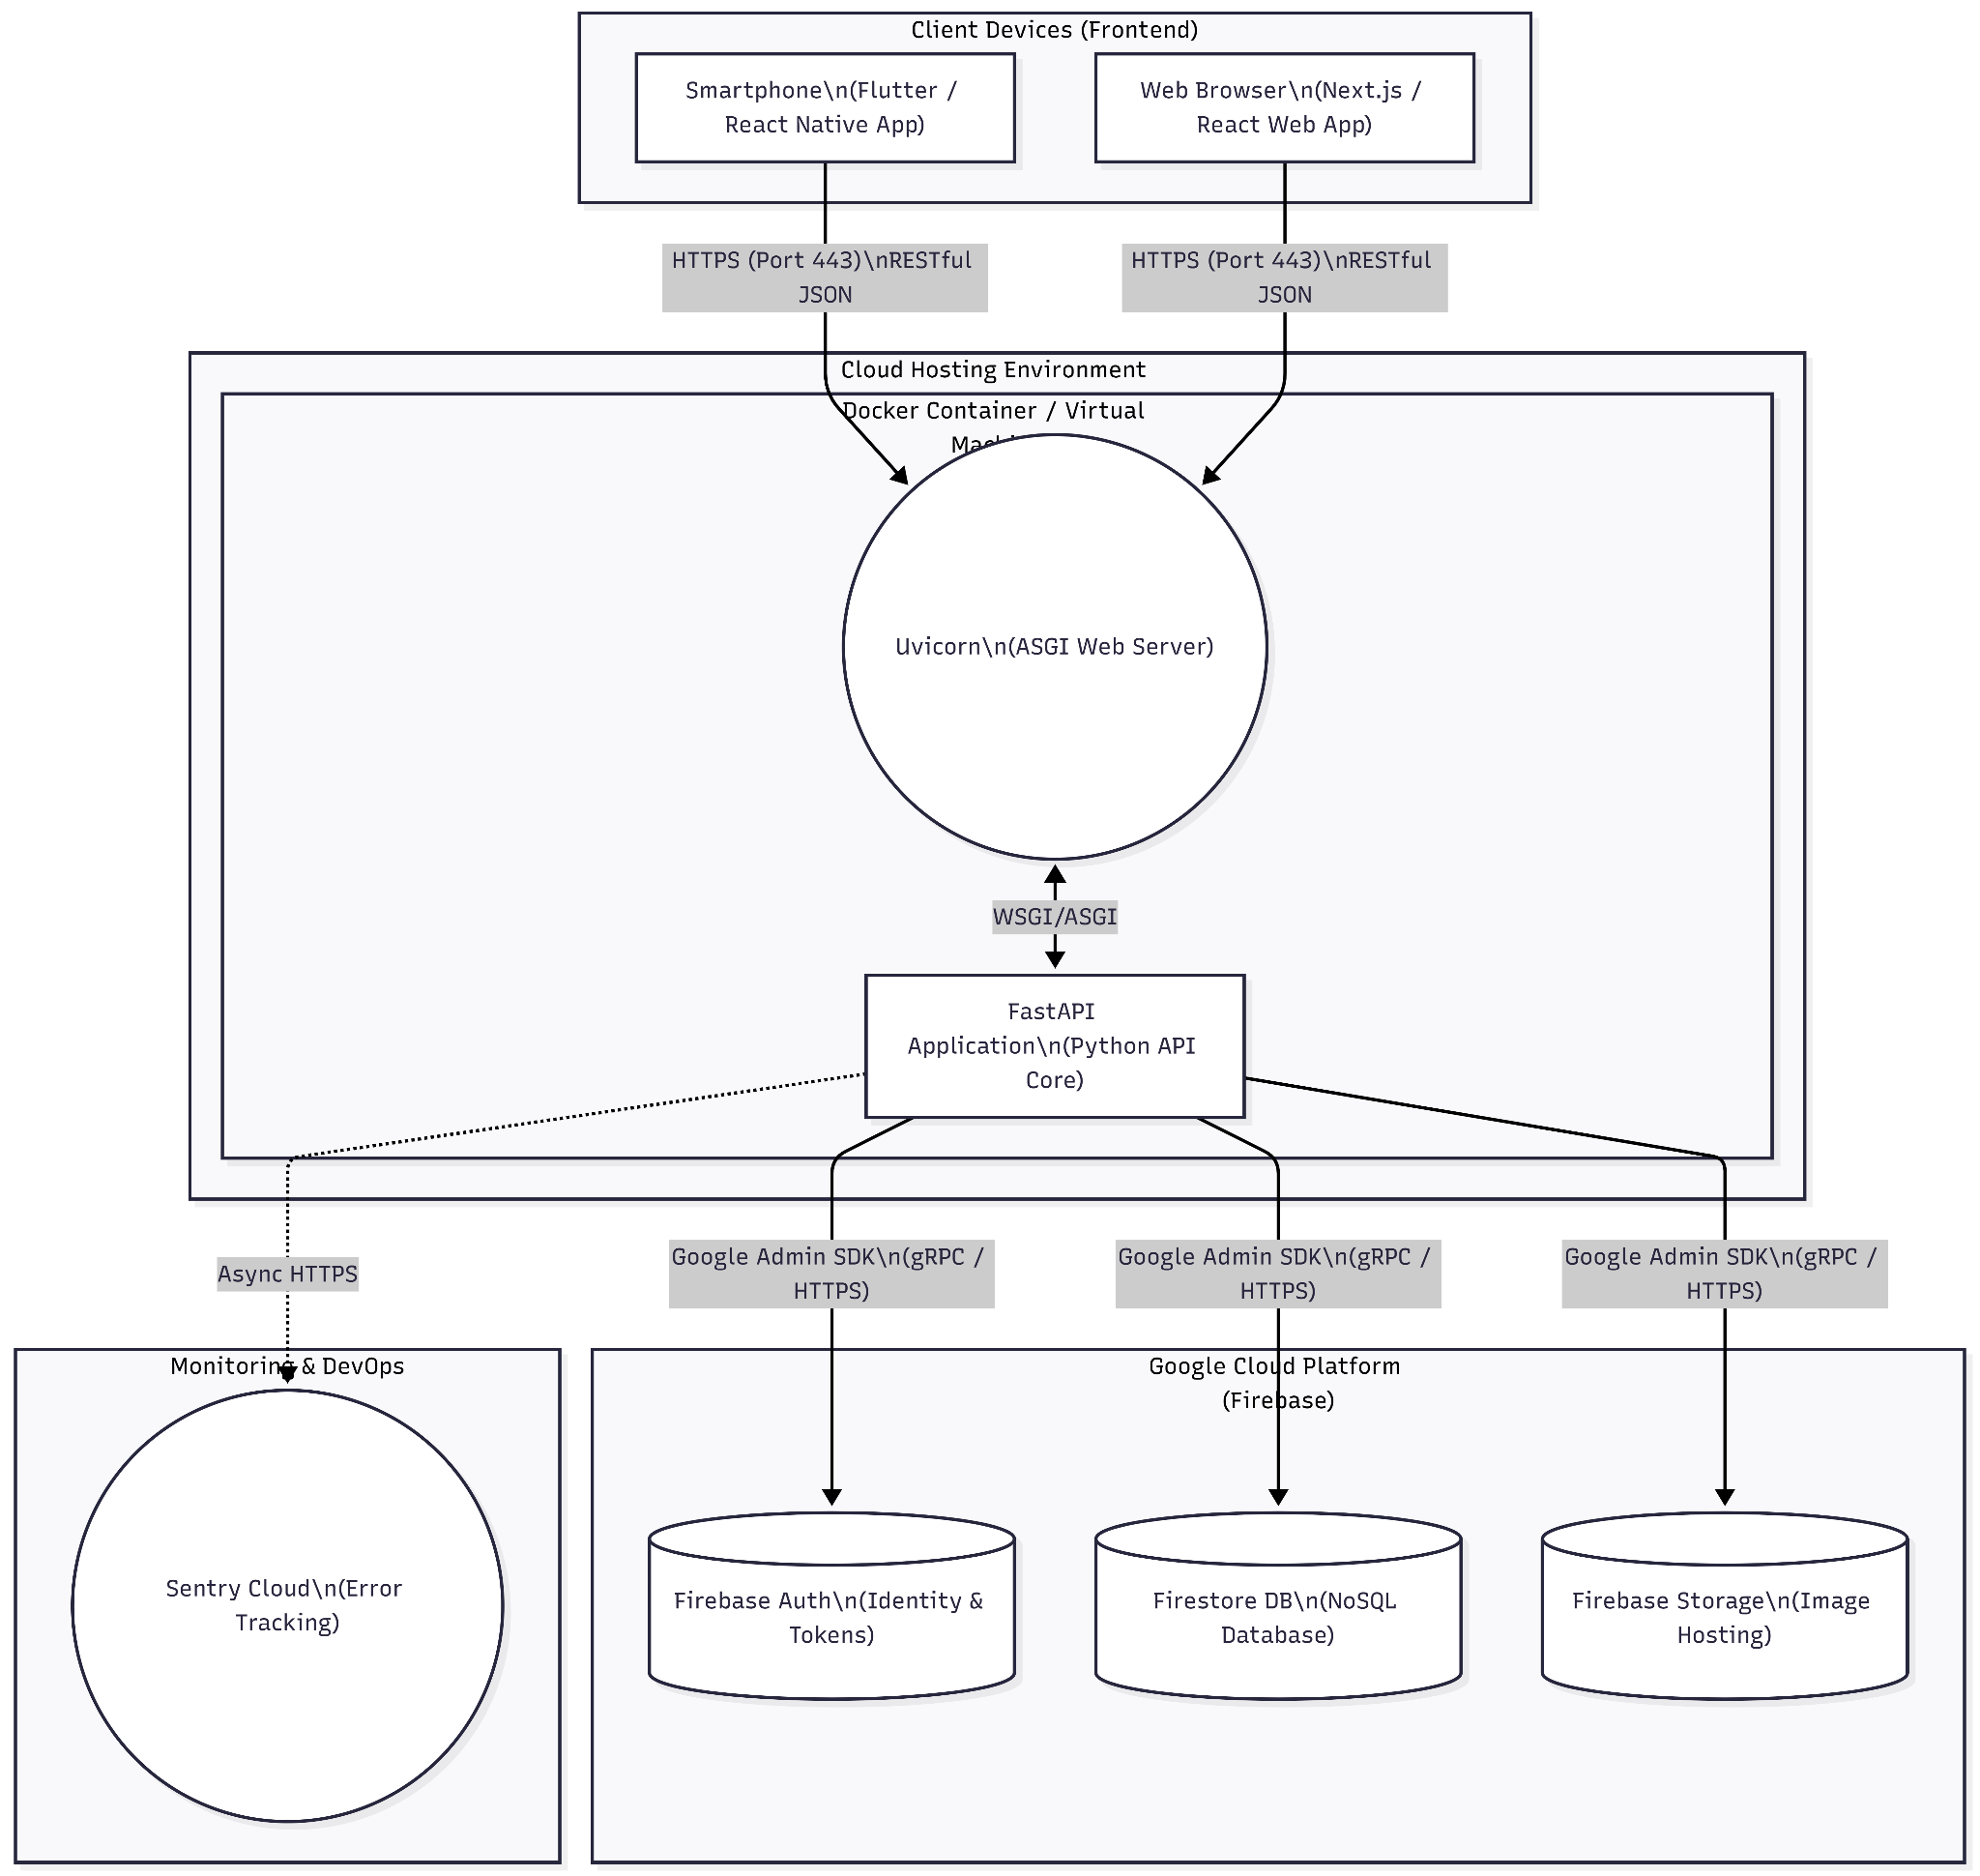 Client Devices (Frontend)
Smartphone\n(Flutter /
React Native App)
Web Browser\n(Next.js /
React Web App)
HTTPS (Port 443)\nRESTful
JSON
HTTPS (Port 443)\nRESTful
JSON
Cloud Hosting Environment
Docker Container / Virtual
Uvicorn\n(ASGI Web Server)
WSGI/ASGI
FastAPI
Application\n(Python API
Core)
Async HTTPS
Google Admin SDK\n(gRPC /
HTTPS)
Google Admin SDK\n(gRPC /
HTTPS)
Google Admin SDK\n(gRPC /
HTTPS)
Monitoring & DevOps
Sentry Cloud\n(Error
Tracking)
Google Cloud Platform
(Firebase)
Firebase Auth\n(Identity &
Tokens)
Firestore DB\n(NoSQL
Database)
Firebase Storage\n(Image
Hosting)